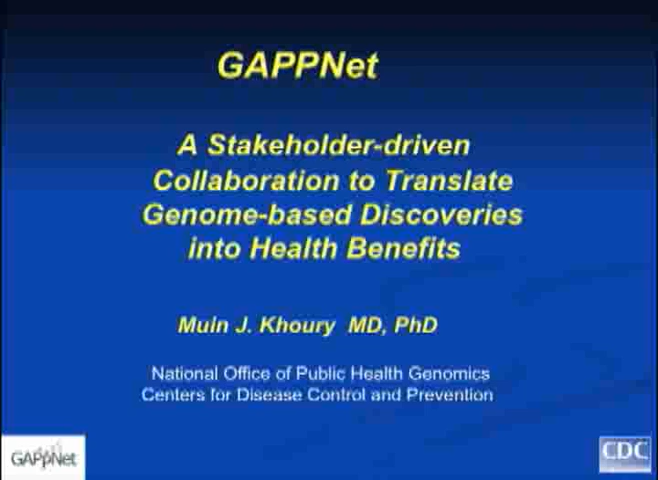 GAPPNet
A Stakeholder-driven
Collaboration to Translate
Genome-based Discoveries
into Health Benefits
Muin J. Khoury MD, PhD
National Office of Public Health Genomics
Centers for Disease Control and Prevention
GAPPNet
CDC